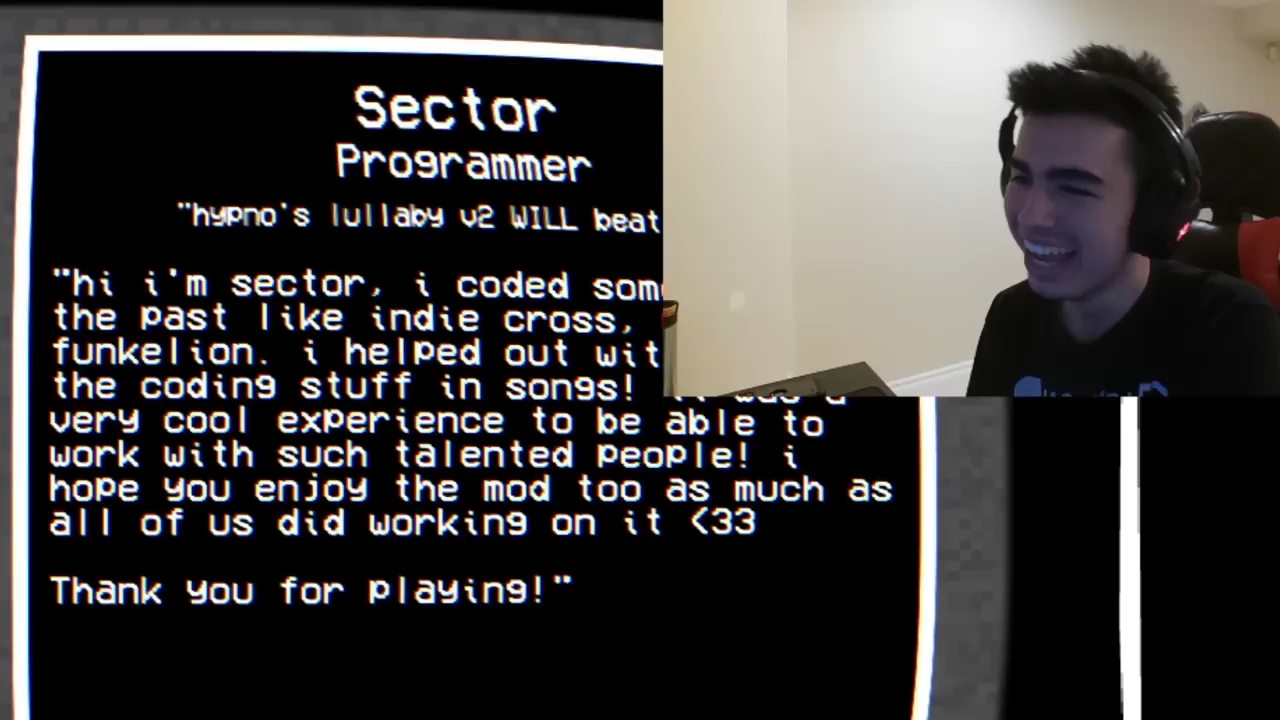 Sector
Programmer
"hypno's lullaby v2 WILL beat
"hi i'm sector, i coded
the past like indie cross,
funkelion. i helped out
the coding stuff in songs! it was a
very cool experience to be able to
work with such talented people! i
hope you enjoy the mod too as much as
all of us did working on it <33
Thank you for playing!"